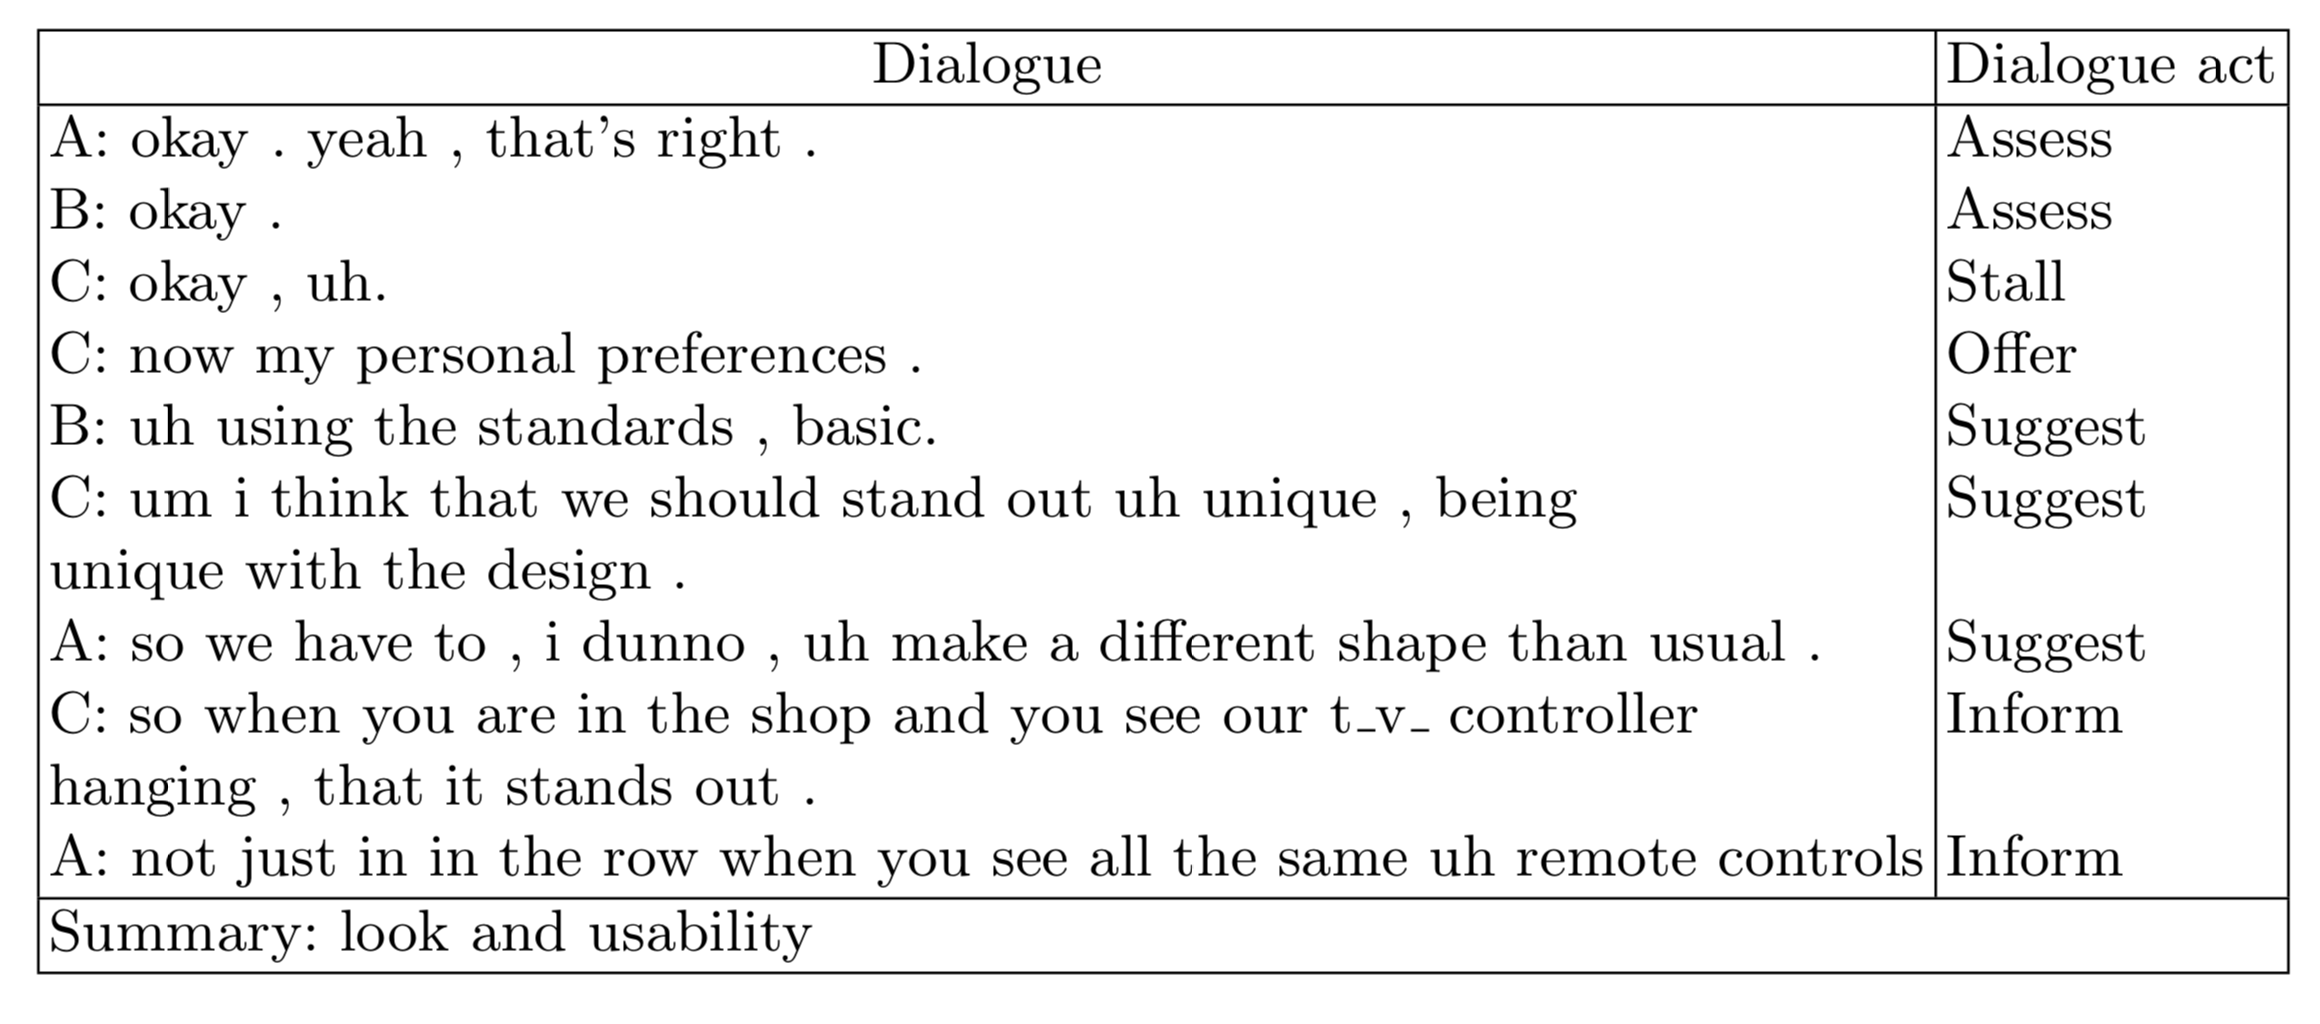 Dialogue Dialogue act
A: okay . yeah , that's right . Assess
B: okay . Assess
C: okay , uh. Stall
C: now my personal preferences . Offer
B: uh using the standards , basic. Suggest
C: um i think that we should stand out uh unique , being Suggest
unique with the design .
A: so we have to , i dunno , uh make a different shape than usual . Suggest
C: so when you are in the shop and you see our t_v_ controller Inform
hanging , that it stands out .
A: not just in in the row when you see all the same uh remote controls Inform
Summary: look and usability